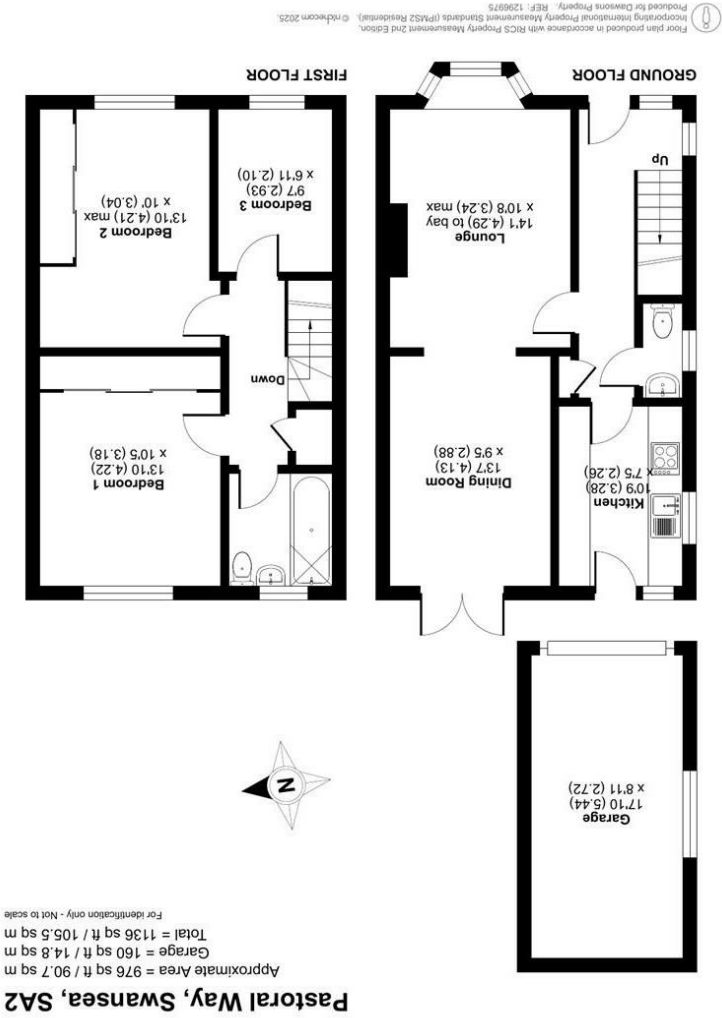 Pastoral Way, Swansea, SA2
Approximate Area = 976 sq ft / 90.7 sq m
Garage = 160 sq ft / 14.8 sq m
Total = 1136 sq ft / 105.5 sq m
For identification only - Not to scale
Garage
17'10 (5.44)
x 8'11 (2.72)
N
Kitchen
10'9 (3.28)
x 7'5 (2.26)
Dining Room
13'7 (4.13)
x 9'5 (2.88)
Lounge
14'1 (4.29) to bay
x 10'8 (3.24) max
Up
GROUND FLOOR
Bedroom 1
13'10 (4.22)
x 10'5 (3.18)
Down
Bedroom 3
9'7 (2.93)
x 6'11 (2.10)
Bedroom 2
13'10 (4.21) max
x 10' (3.04)
FIRST FLOOR
Floor plan produced in accordance with RICS Property Measurement 2nd Edition,
Incorporating International Property Measurement Standards (IPMS2 Residential). © nichecom 2025.
Produced for Dawsons Property. REF: 1296975